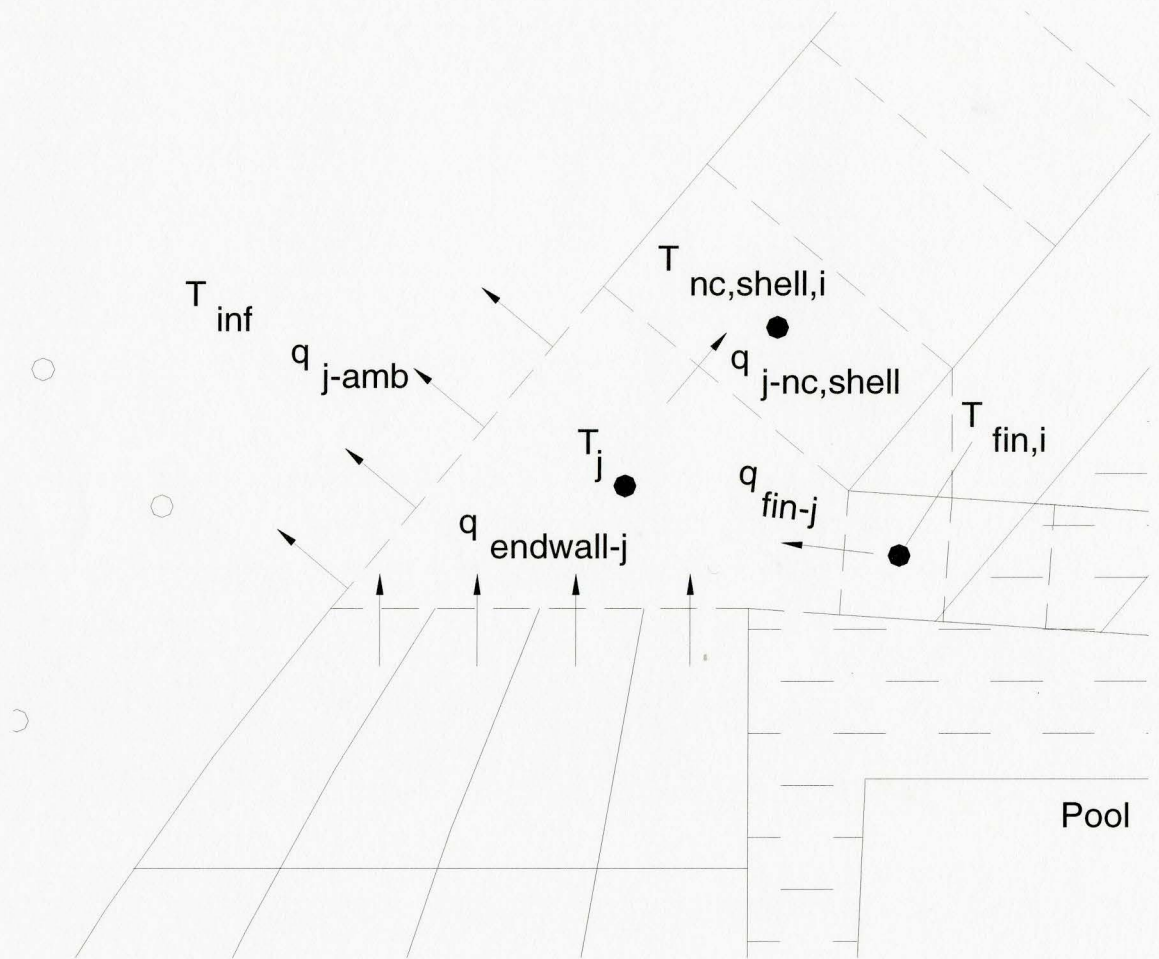 T nc,shell,i
T inf
q j-amb
q j-nc,shell
T fin,i
T j
q fin-j
q endwall-j
Pool